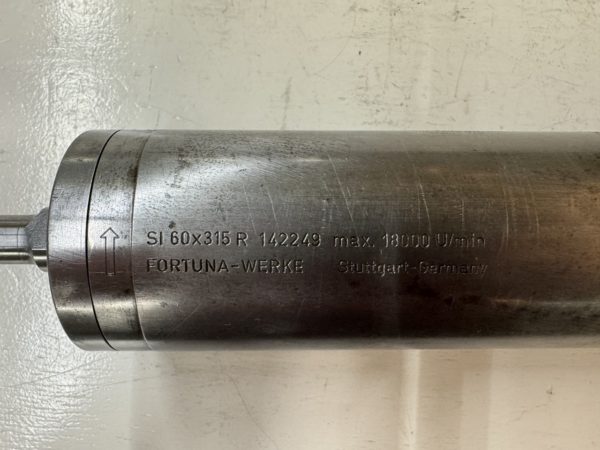 SI 60x315 R 142249 max. 18000 U/min
FORTUNA-WERKE Stuttgart-Germany